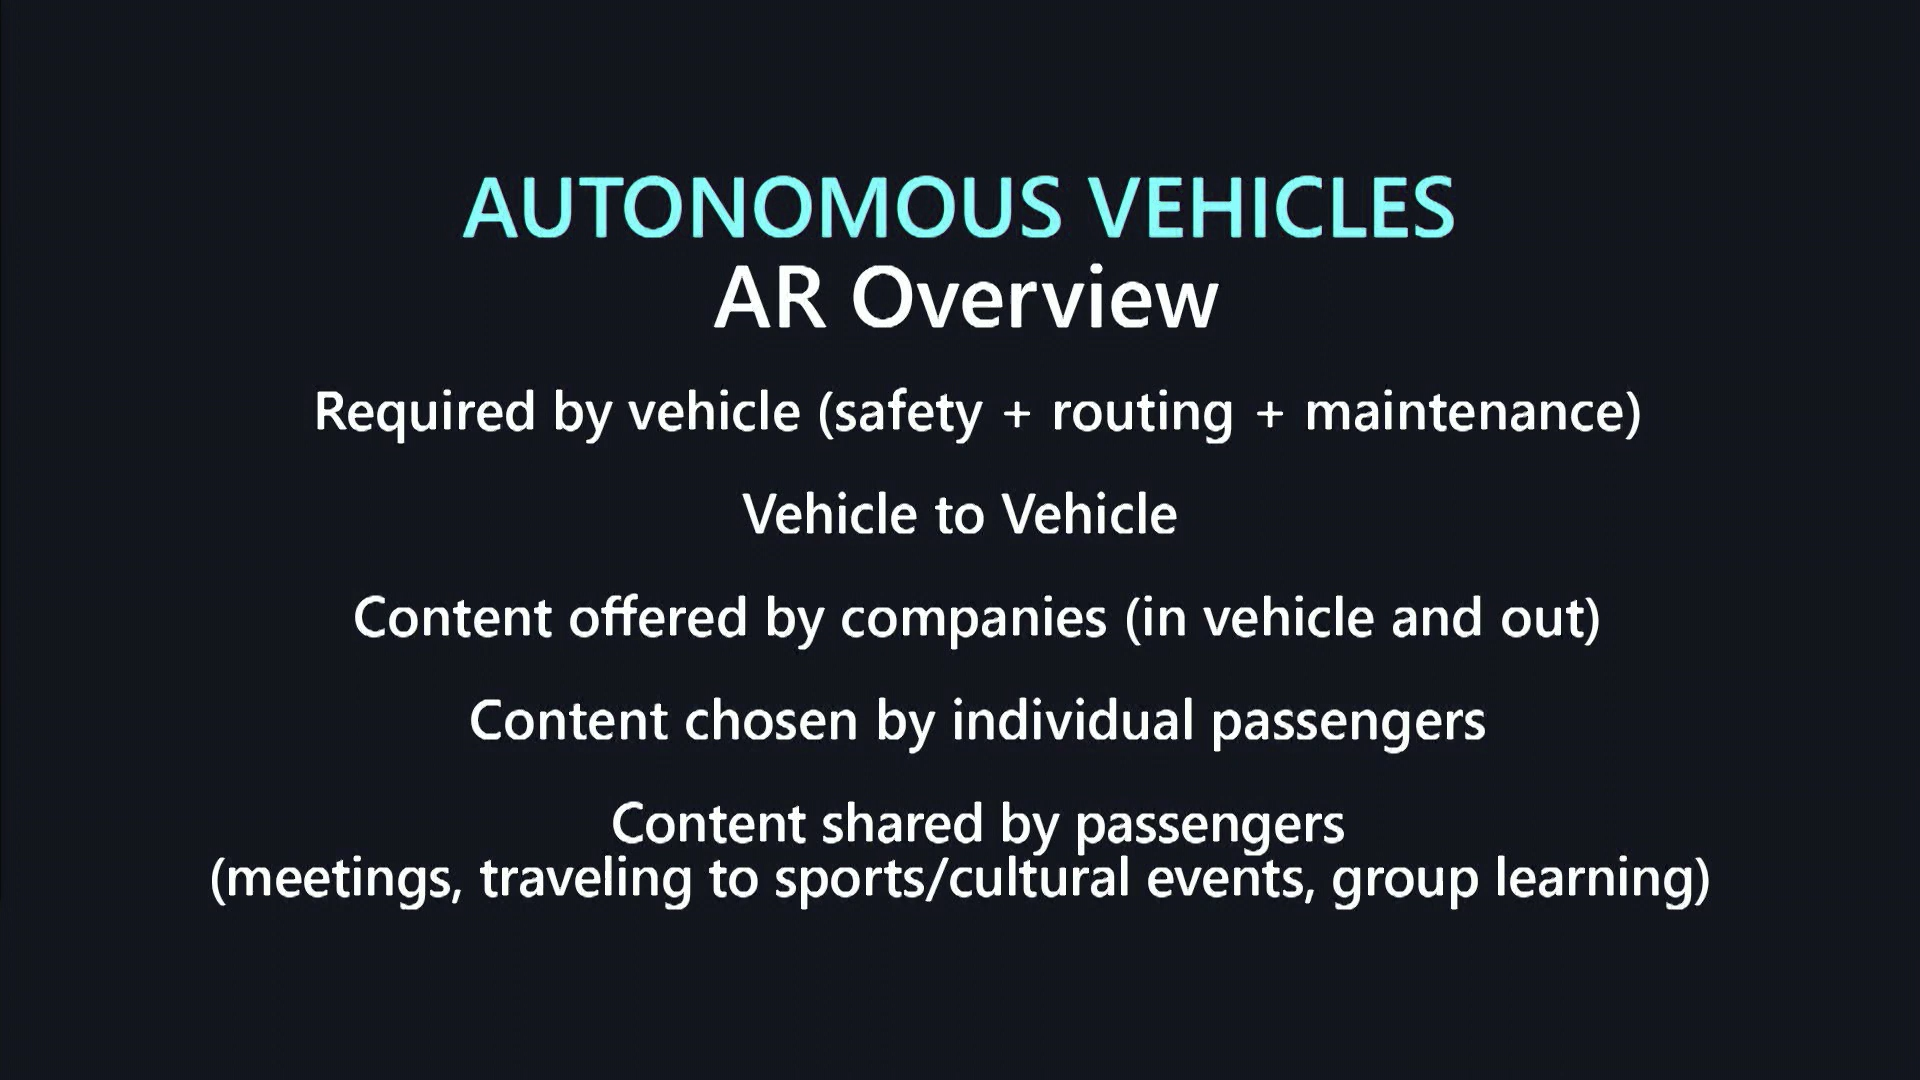 AUTONOMOUS VEHICLES
AR Overview
Required by vehicle (safety + routing + maintenance)
Vehicle to Vehicle
Content offered by companies (in vehicle and out)
Content chosen by individual passengers
Content shared by passengers
(meetings, traveling to sports/cultural events, group learning)